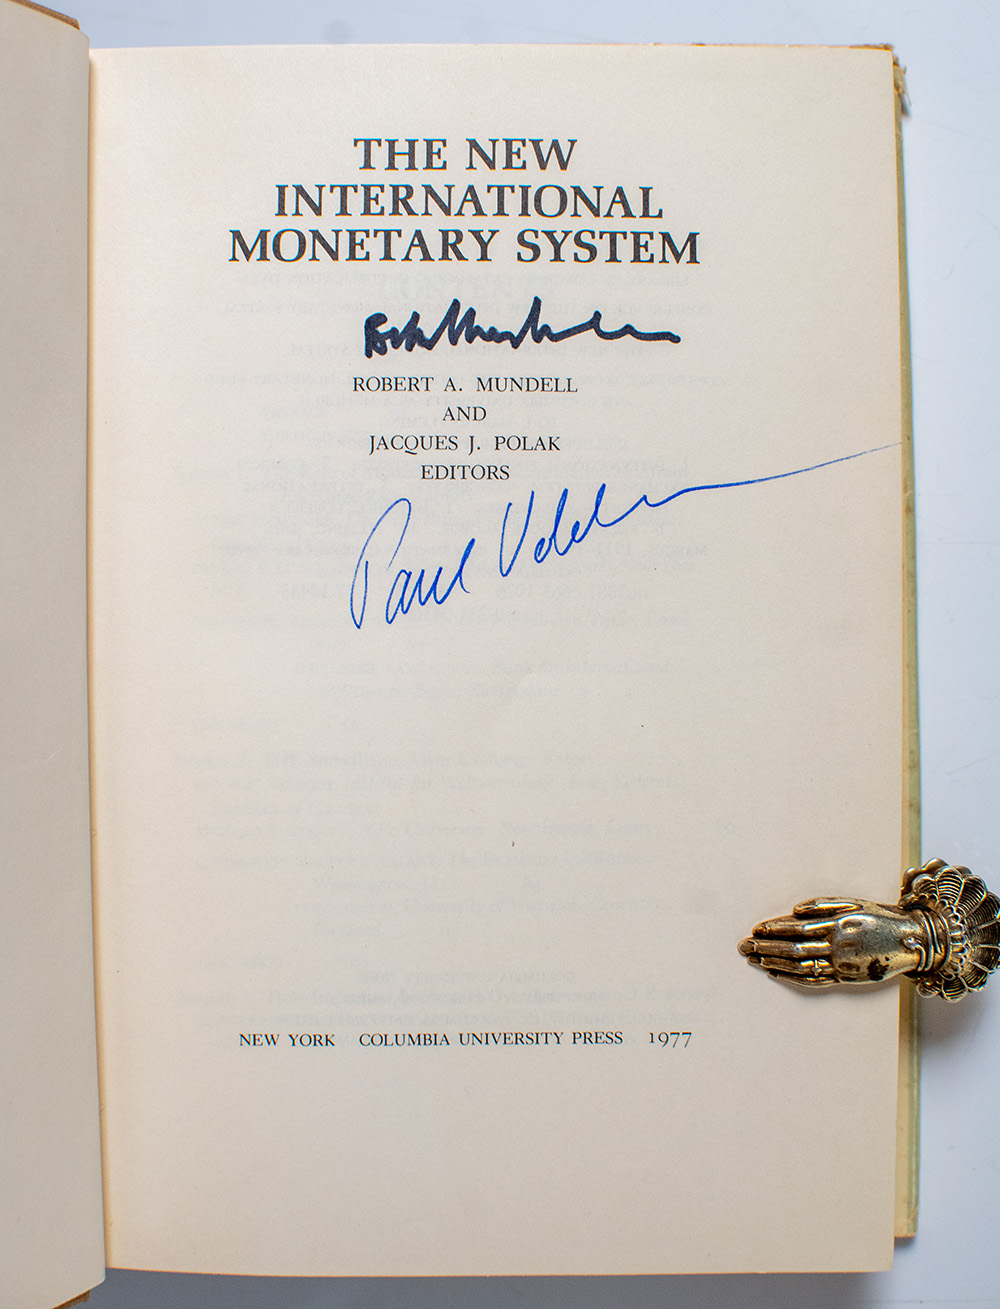 THE NEW
INTERNATIONAL
MONETARY SYSTEM
ROBERT A. MUNDELL
AND
JACQUES J. POLAK
EDITORS
Paul
NEW YORK COLUMBIA UNIVERSITY PRESS 1977